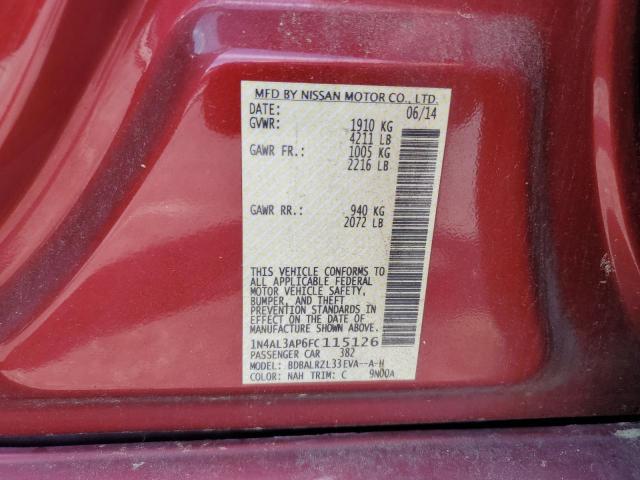 MFD BY NISSAN MOTOR CO., LTD.
DATE: 06/14
GVWR: 1910 KG
4211 LB
GAWR FR.: 1005 KG
2216 LB
GAWR RR.: 940 KG
2072 LB
THIS VEHICLE CONFORMS TO
ALL APPLICABLE FEDERAL
MOTOR VEHICLE SAFETY,
BUMPER, AND THEFT
PREVENTION STANDARDS IN
EFFECT ON THE DATE OF
MANUFACTURE SHOWN ABOVE.
1N4AL3AP6FC115126
PASSENGER CAR 382
MODEL: BDBALRZL33EVA--A-H
COLOR: NAH TRIM: C 9N00A